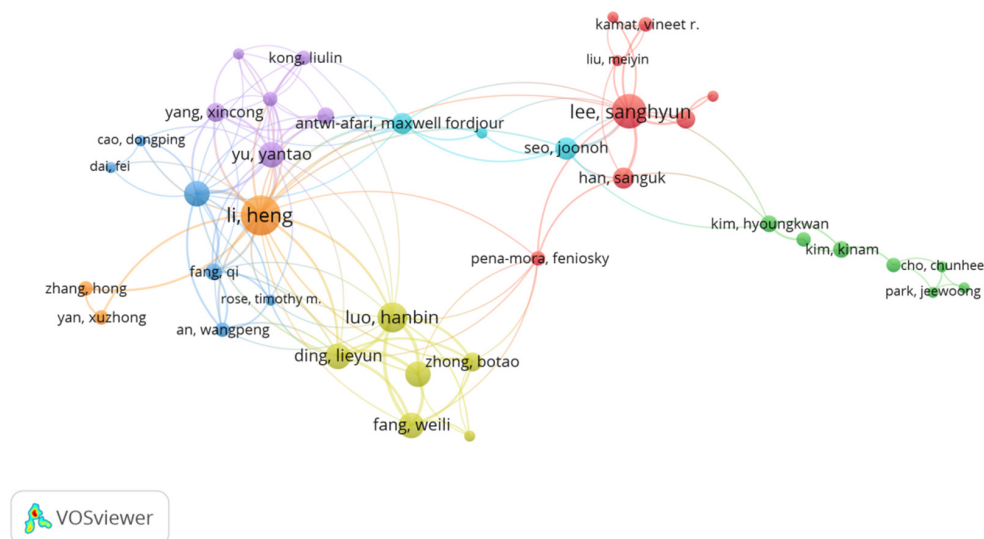 kamat, vineet r.
kong, liulin
liu, meiyin
yang, xincong
lee, sanghyun
antwi-afari, maxwell fordjour
cao, dongping
yu, yantao
seo, joonoh
dai, fei
han, sanguk
li, heng
kim, hyoungkwan
kim, kinam
pena-mora, feniosky
cho, chunhee
fang, qi
zhang, hong
park, jeewoong
rose, timothy m.
yan, xuzhong
luo, hanbin
an, wangpeng
ding, lieyun
zhong, botao
fang, weili
VOSviewer